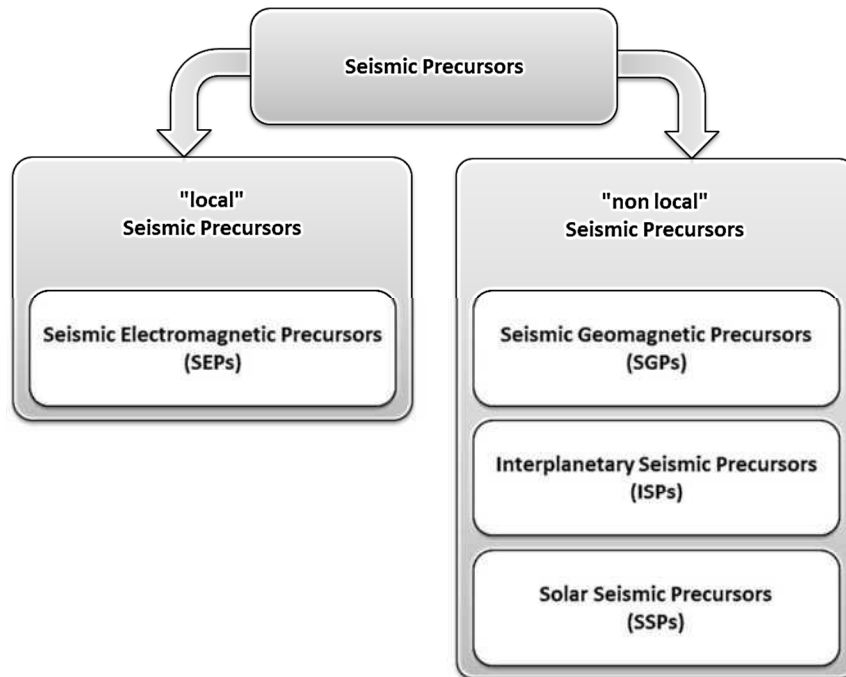 Seismic Precursors
"local"
Seismic Precursors
Seismic Electromagnetic Precursors
(SEPs)
"non local"
Seismic Precursors
Seismic Geomagnetic Precursors
(SGPs)
Interplanetary Seismic Precursors
(ISPs)
Solar Seismic Precursors
(SSPs)